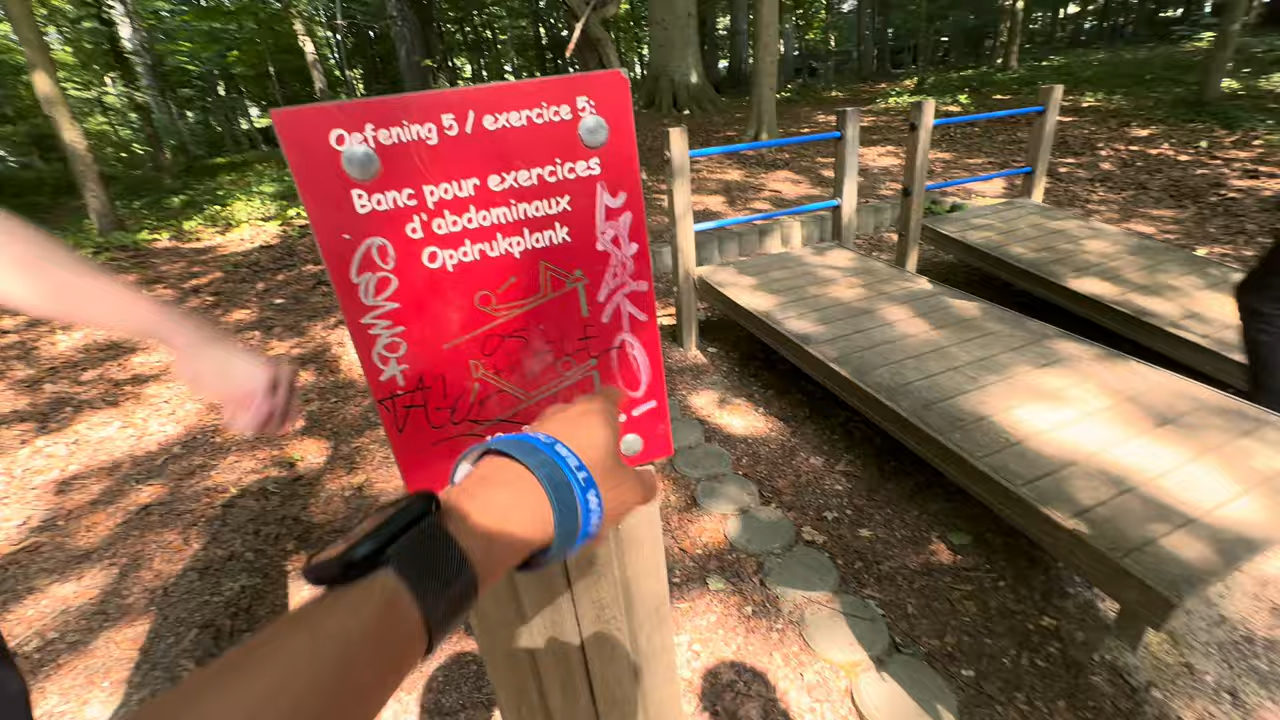 Oefening 5 / exercice 5:
Banc pour exercices
d'abdominaux
Opdrukplank